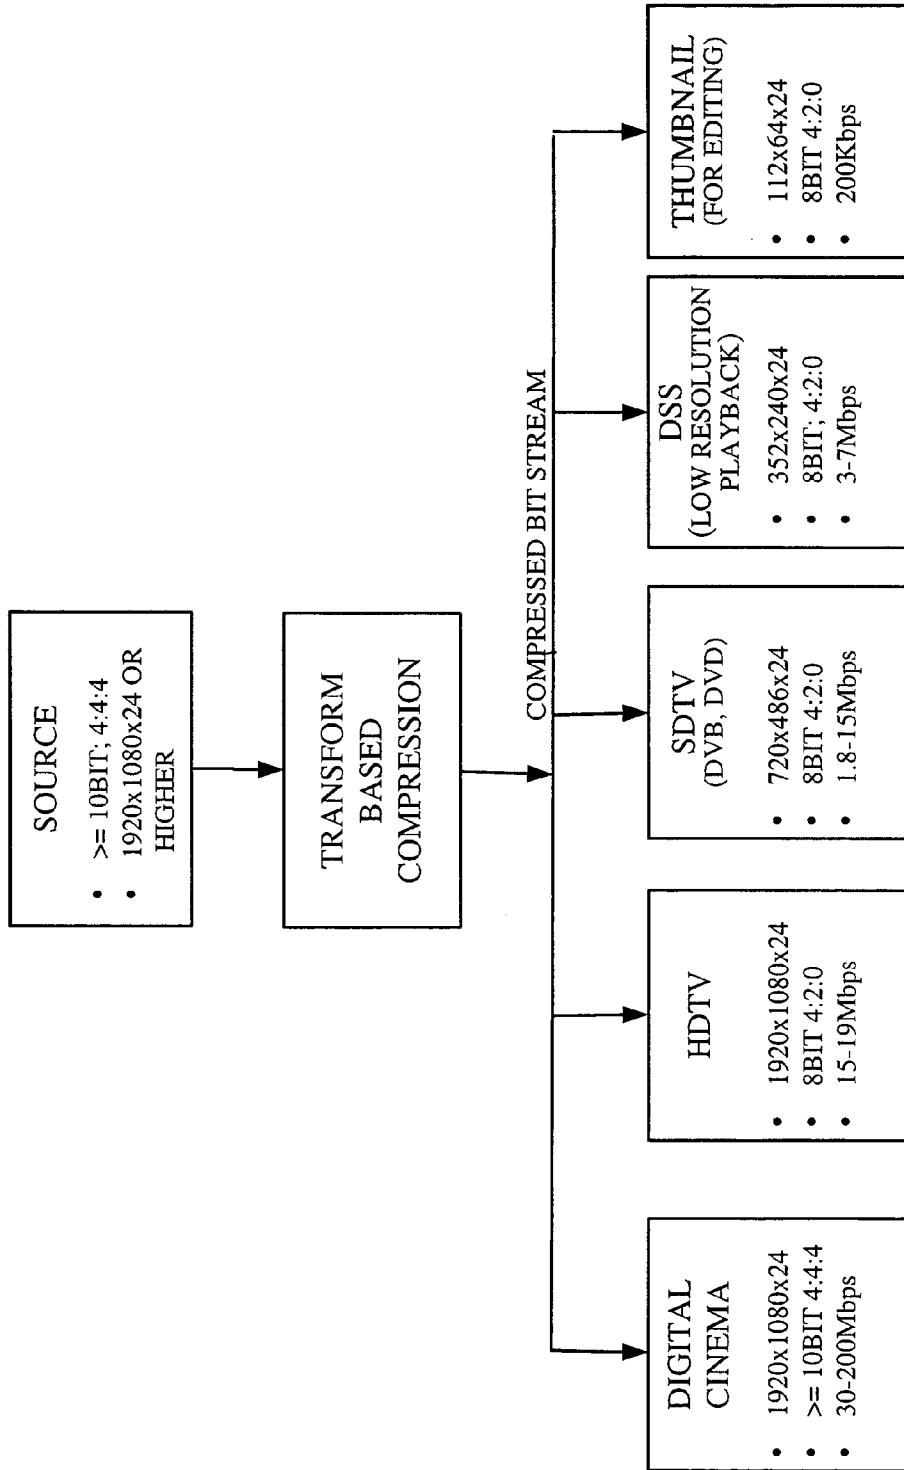 SOURCE
• >= 10BIT; 4:4:4
• 1920x1080x24 OR
HIGHER
TRANSFORM
BASED
COMPRESSION
COMPRESSED BIT STREAM
DIGITAL
CINEMA
• 1920x1080x24
• >= 10BIT 4:4:4
• 30-200Mbps
HDTV
• 1920x1080x24
• 8BIT 4:2:0
• 15-19Mbps
SDTV
(DVB, DVD)
• 720x486x24
• 8BIT 4:2:0
• 1.8-15Mbps
DSS
(LOW RESOLUTION
PLAYBACK)
• 352x240x24
• 8BIT; 4:2:0
• 3-7Mbps
THUMBNAIL
(FOR EDITING)
• 112x64x24
• 8BIT 4:2:0
• 200Kbps